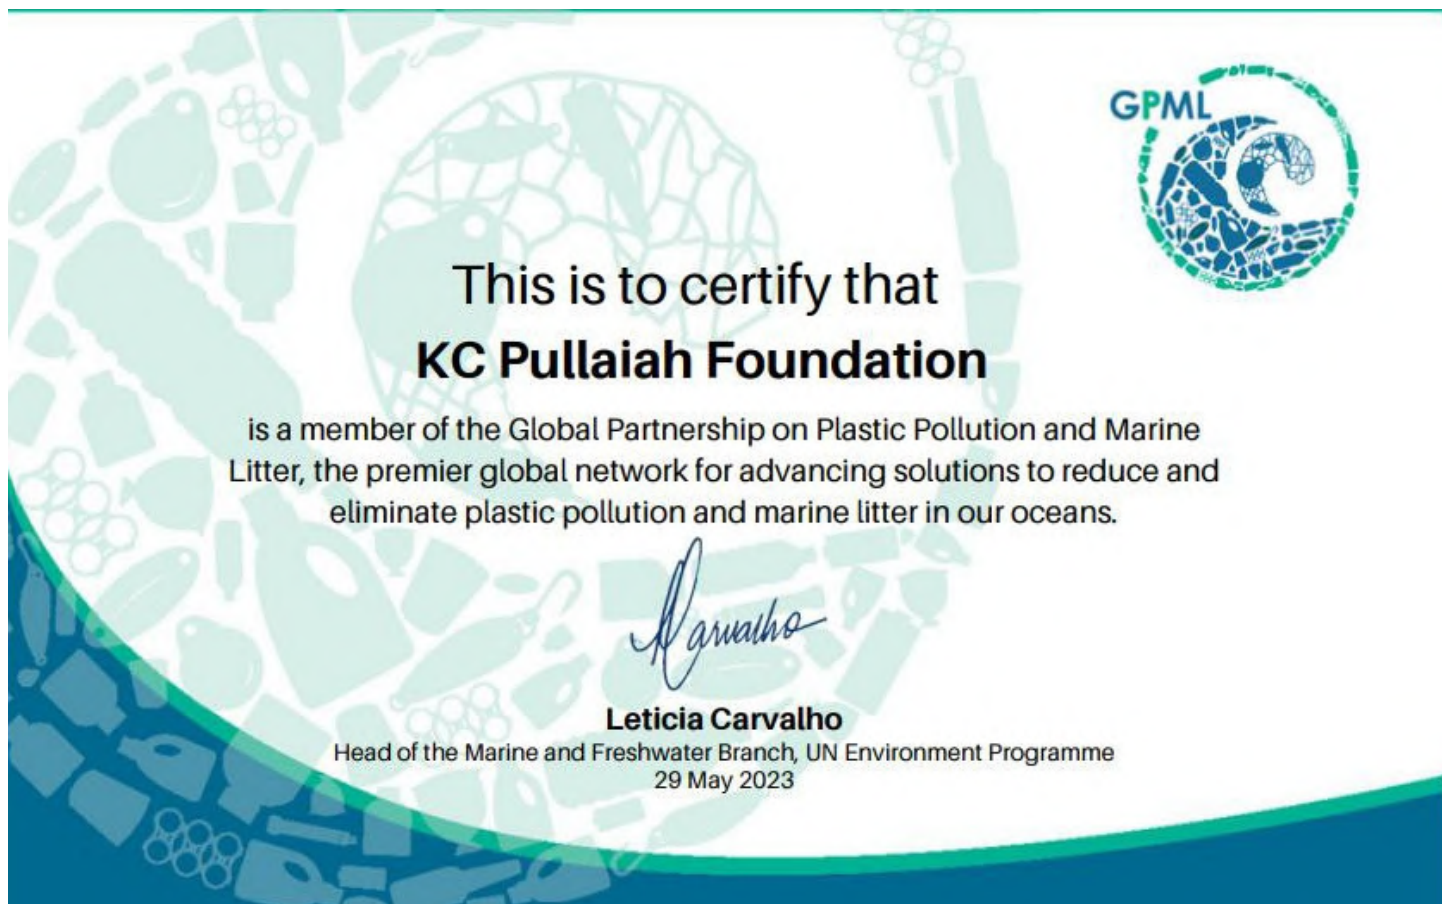 GPML
This is to certify that
KC Pullaiah Foundation
is a member of the Global Partnership on Plastic Pollution and Marine
Litter, the premier global network for advancing solutions to reduce and
eliminate plastic pollution and marine litter in our oceans.
Carvalho
Leticia Carvalho
Head of the Marine and Freshwater Branch, UN Environment Programme
29 May 2023